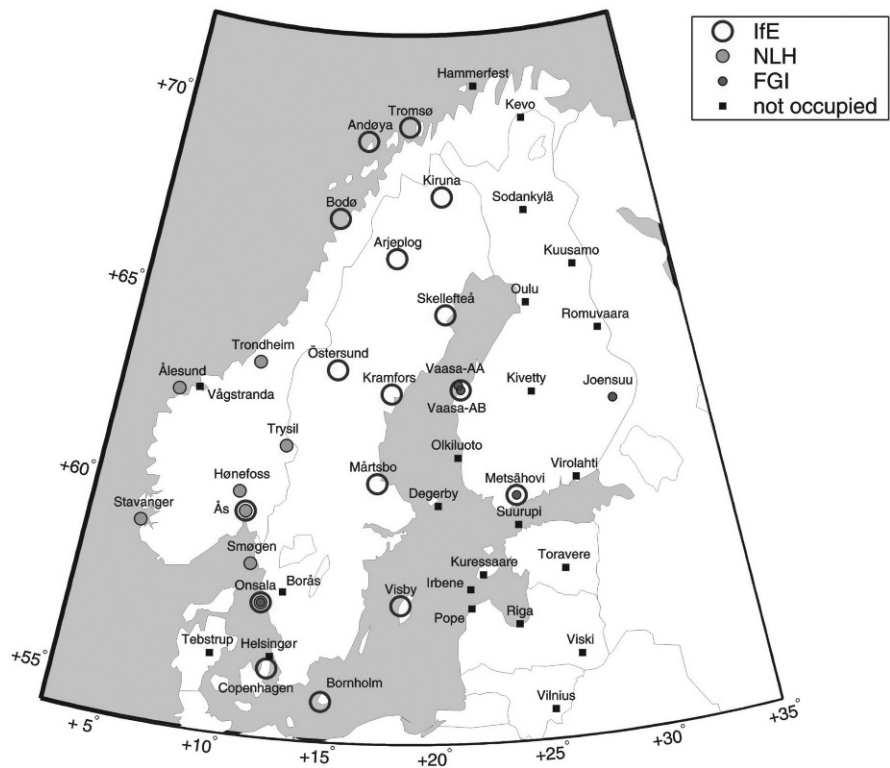 IfE
NLH
FGI
not occupied
+70°
+65°
+60°
+55°
+ 5°
+10°
+15°
+20°
+25°
+30°
+35°
Hammerfest
Kevo
Tromsø
Andøya
Kiruna
Sodankylä
Bodø
Arjeplog
Kuusamo
Oulu
Skellefteå
Romuvaara
Trondheim
Östersund
Ålesund
Vågstranda
Kramfors
Vaasa-AA
Vaasa-AB
Kivetty
Joensuu
Trysil
Olkiluoto
Mårtsbo
Metsähovi
Virolahti
Hønefoss
Degerby
Stavanger
Ås
Suurupi
Smøgen
Kuressaare
Toravere
Onsala
Borås
Visby
Irbene
Pope
Riga
Tebstrup
Helsingør
Viski
Copenhagen
Bornholm
Vilnius